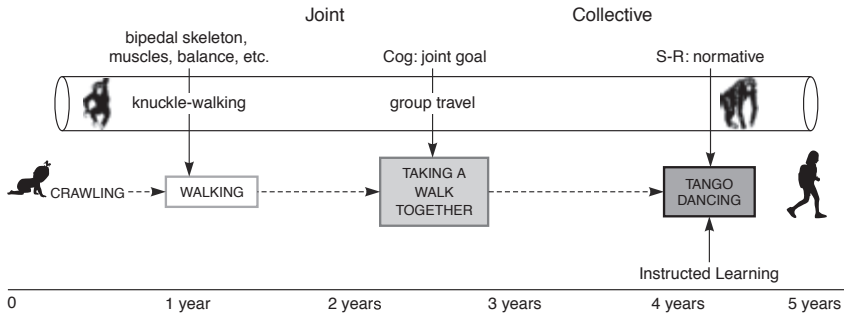 Joint
Collective
bipedal skeleton,
muscles, balance, etc.
Cog: joint goal
S-R: normative
knuckle-walking
group travel
CRAWLING
WALKING
TAKING A
WALK
TOGETHER
TANGO
DANCING
Instructed Learning
0
1 year
2 years
3 years
4 years
5 years